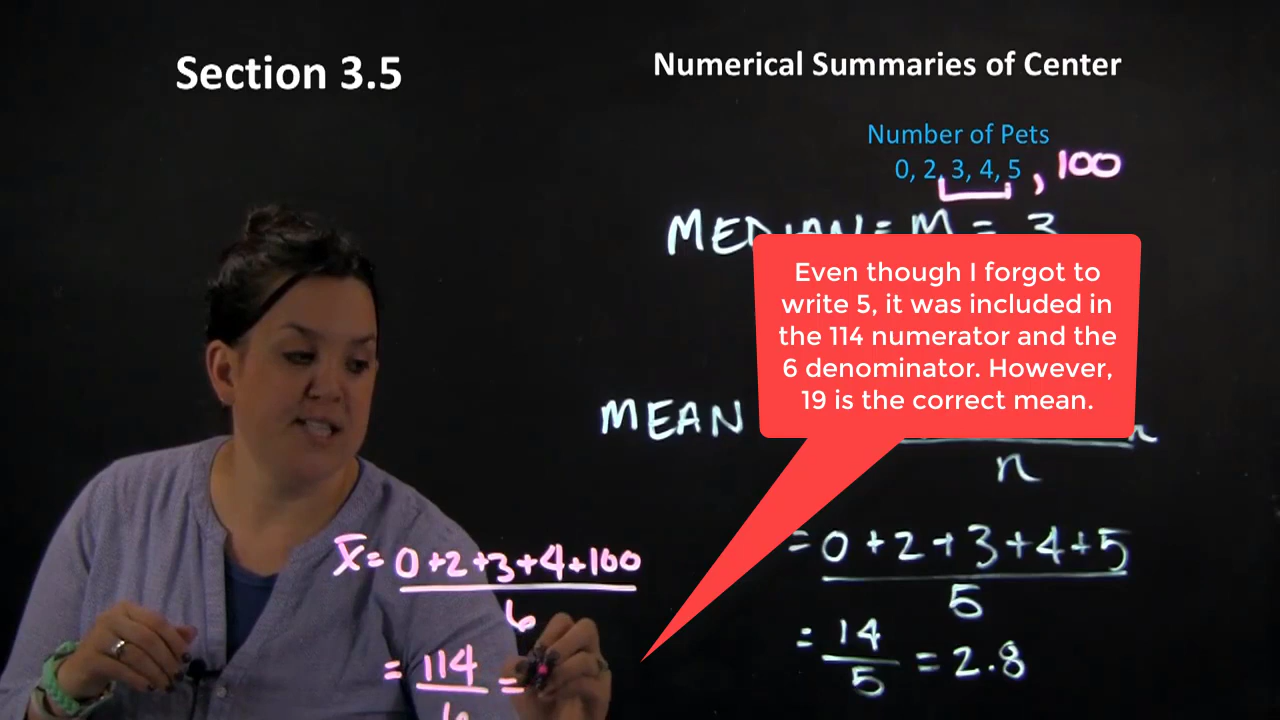 Section 3.5
Numerical Summaries of Center
Number of Pets
0, 2, 3, 4, 5 , 100
MEDIAN = M = 3
Even though I forgot to
write 5, it was included in
the 114 numerator and the
6 denominator. However,
19 is the correct mean.
MEAN
n
= 0+2+3+4+5
5
= 14
5
= 2.8
x̄ = 0+2+3+4+100
6
= 114
=